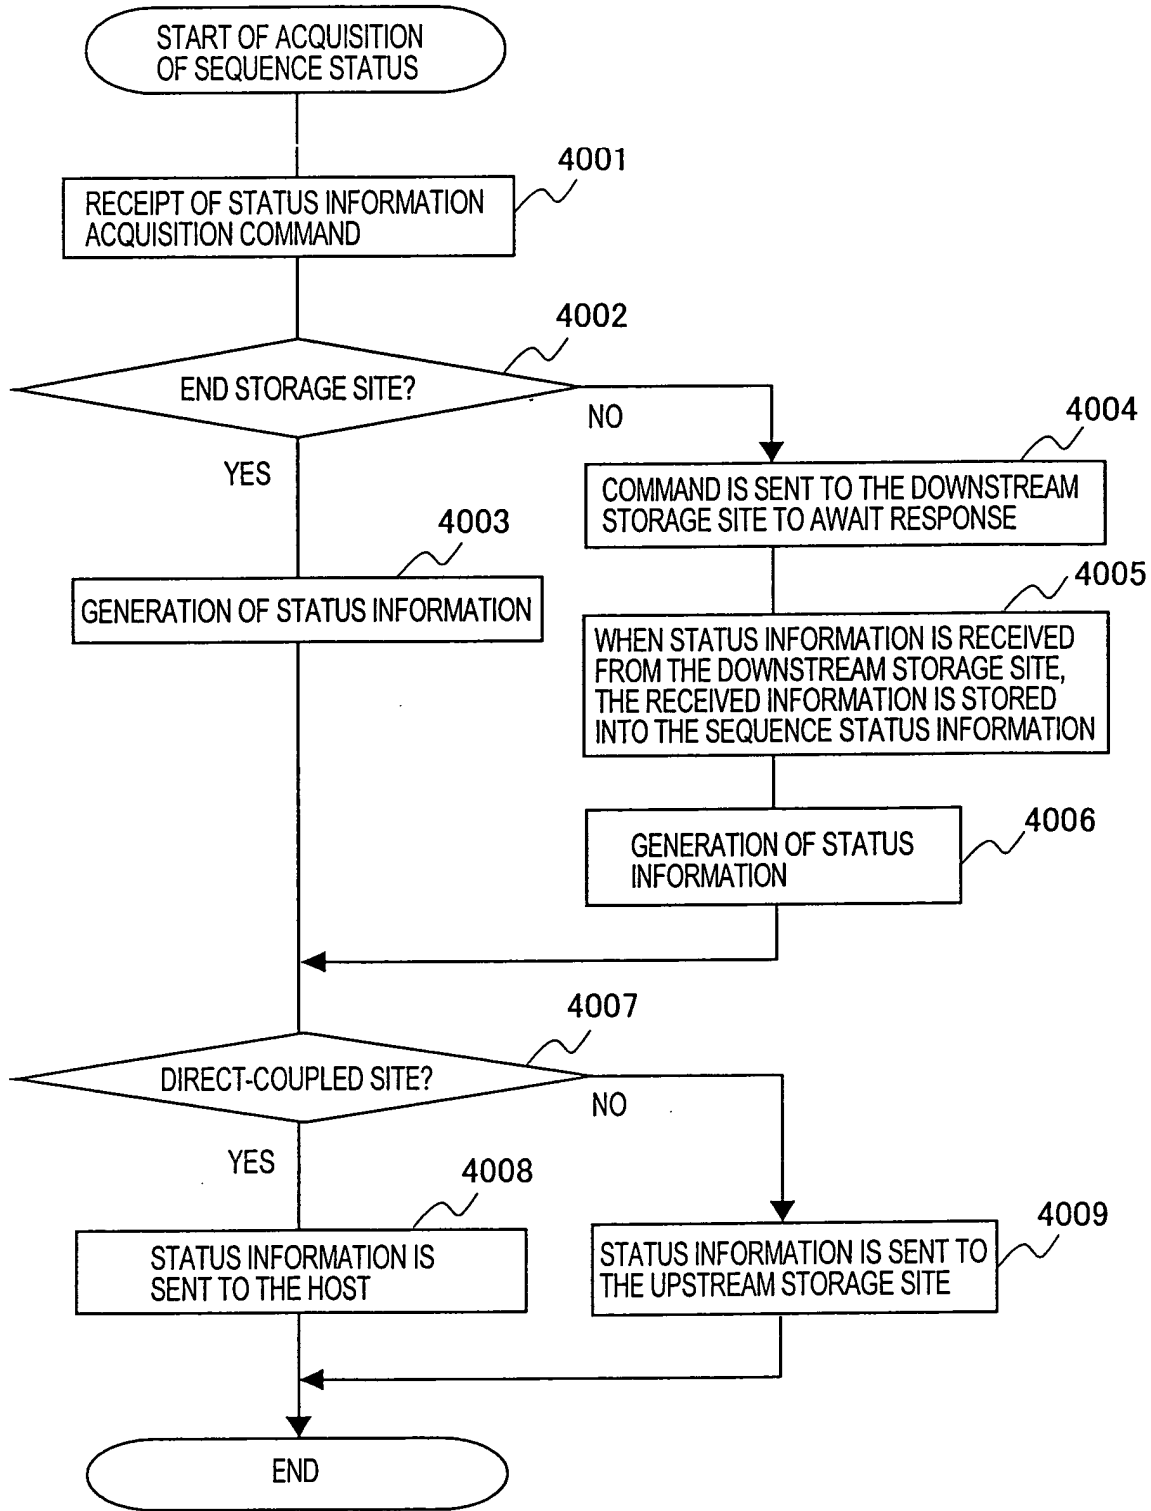 START OF ACQUISITION
OF SEQUENCE STATUS
4001
RECEIPT OF STATUS INFORMATION
ACQUISITION COMMAND
4002
END STORAGE SITE?
NO
YES
4004
COMMAND IS SENT TO THE DOWNSTREAM
STORAGE SITE TO AWAIT RESPONSE
4003
GENERATION OF STATUS INFORMATION
4005
WHEN STATUS INFORMATION IS RECEIVED
FROM THE DOWNSTREAM STORAGE SITE,
THE RECEIVED INFORMATION IS STORED
INTO THE SEQUENCE STATUS INFORMATION
4006
GENERATION OF STATUS
INFORMATION
4007
DIRECT-COUPLED SITE?
NO
YES
4008
STATUS INFORMATION IS
SENT TO THE HOST
4009
STATUS INFORMATION IS SENT TO
THE UPSTREAM STORAGE SITE
END